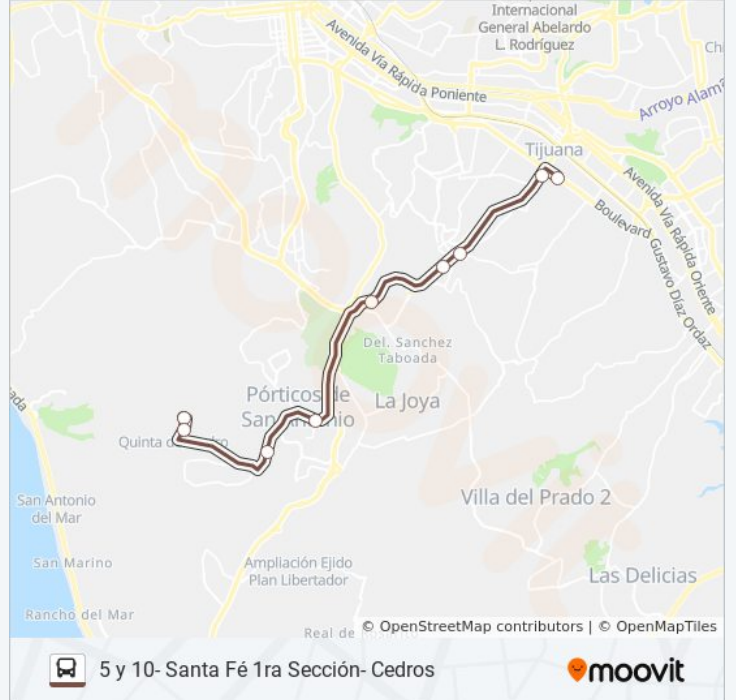 Internacional
General Abelardo
L. Rodríguez
Avenida Vía Rápida Poniente
Arroyo Alama
Tijuana
Avenida Vía Rápida Oriente
Boulevard Gustavo Díaz Ordaz
Del. Sanchez
Taboada
Pórticos de
San Antonio
La Joya
Quinta del Cedro
San Antonio
del Mar
Villa del Prado 2
San Marino
Ampliación Ejido
Plan Libertador
Las Delicias
Rancho del Mar
Real de Rosarito
© OpenStreetMap contributors | © OpenMapTiles
5 y 10- Santa Fé 1ra Sección- Cedros
moovit